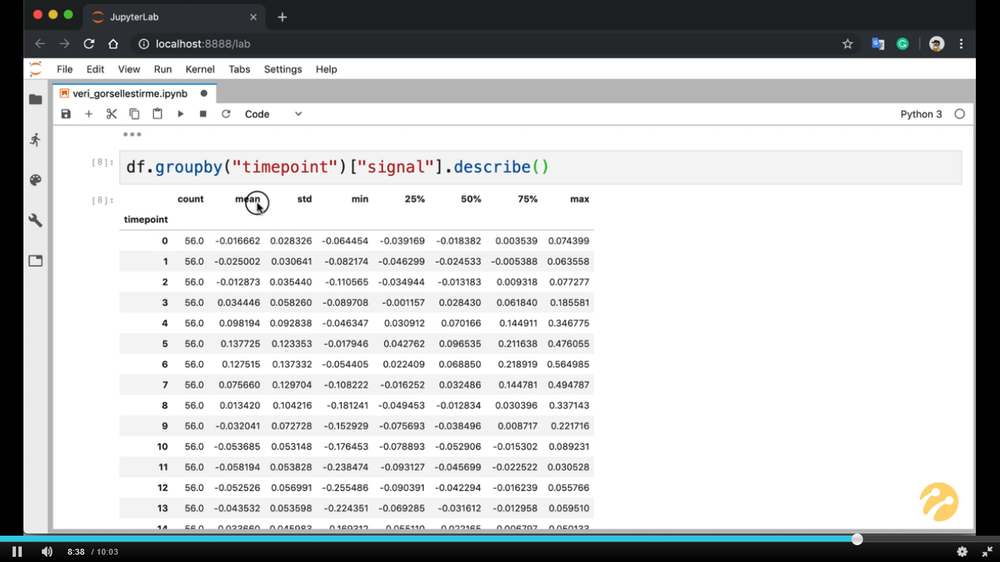 JupyterLab
localhost:8888/lab
File Edit View Run Kernel Tabs Settings Help
veri_gorsellestirme.ipynb
Code Python 3
[8]: df.groupby("timepoint")["signal"].describe()
[8]: count mean std min 25% 50% 75% max
timepoint
0 56.0 -0.016662 0.028326 -0.064454 -0.039169 -0.018382 0.003539 0.074399
1 56.0 -0.025002 0.030641 -0.082174 -0.046299 -0.024533 -0.005388 0.063558
2 56.0 -0.012873 0.035440 -0.110565 -0.034944 -0.013183 0.009318 0.077277
3 56.0 0.034446 0.058260 -0.089708 -0.001157 0.028430 0.061840 0.185581
4 56.0 0.098194 0.092838 -0.046347 0.030912 0.070166 0.144911 0.346775
5 56.0 0.137725 0.123353 -0.017946 0.042762 0.096535 0.211638 0.476055
6 56.0 0.127515 0.137332 -0.054405 0.022409 0.068850 0.218919 0.564985
7 56.0 0.075660 0.129704 -0.108222 -0.016252 0.032486 0.144781 0.494787
8 56.0 0.013420 0.104216 -0.181241 -0.049453 -0.012834 0.030396 0.337143
9 56.0 -0.032041 0.072728 -0.152929 -0.075693 -0.038496 0.008717 0.221716
10 56.0 -0.053685 0.053148 -0.176453 -0.078893 -0.052906 -0.015302 0.089231
11 56.0 -0.058194 0.053828 -0.238474 -0.093127 -0.045699 -0.022522 0.030528
12 56.0 -0.052526 0.056991 -0.255486 -0.090391 -0.042294 -0.016239 0.055766
13 56.0 -0.043532 0.053598 -0.224351 -0.069285 -0.031612 -0.012958 0.059510
8:38 / 10:03